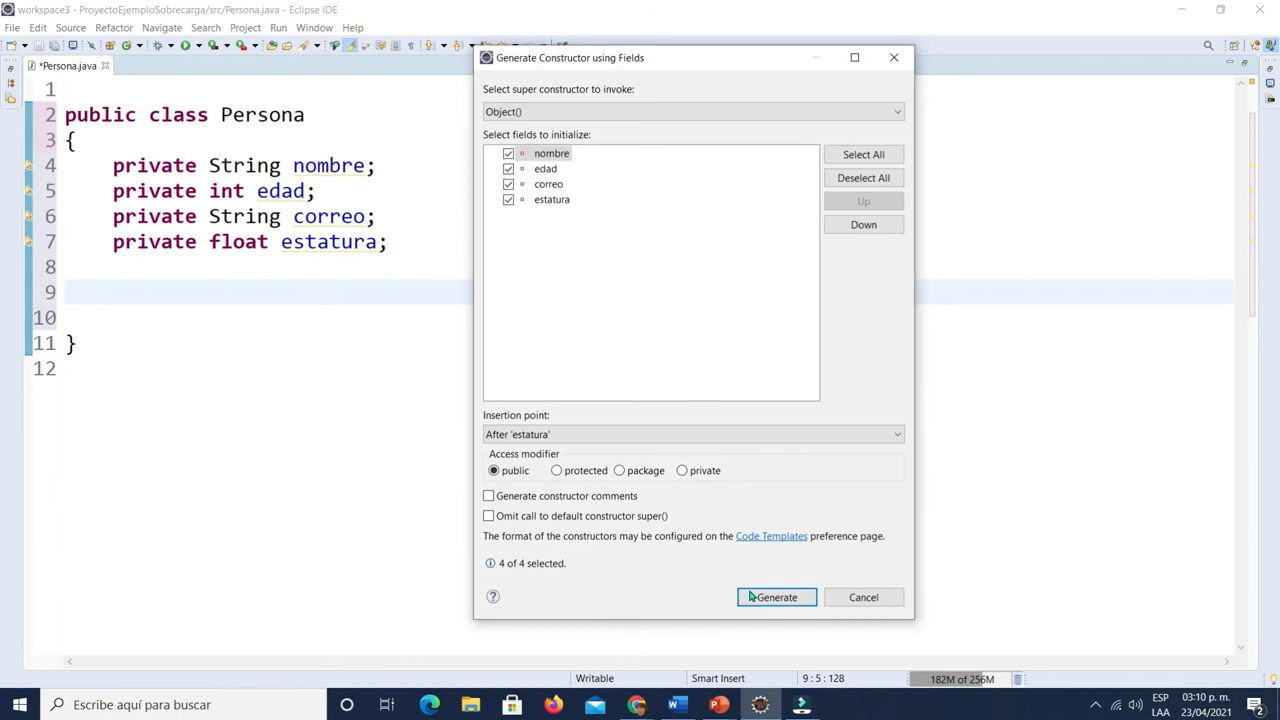 workspace3 - ProyectoEjemploSobrecarga/src/Persona.java - Eclipse IDE
File Edit Source Refactor Navigate Search Project Run Window Help
*Persona.java
1
2 public class Persona
3 {
4 private String nombre;
5 private int edad;
6 private String correo;
7 private float estatura;
8
9
10
11 }
12
Generate Constructor using Fields
Select super constructor to invoke:
Object()
Select fields to initialize:
nombre
edad
correo
estatura
Select All
Deselect All
Up
Down
Insertion point:
After 'estatura'
Access modifier
public protected package private
Generate constructor comments
Omit call to default constructor super()
The format of the constructors may be configured on the Code Templates preference page.
4 of 4 selected.
Generate Cancel
Writable Smart Insert 9 : 5 : 128 182M of 256M
Escribe aquí para buscar
ESP
LAA
03:10 p. m.
23/04/2021
2